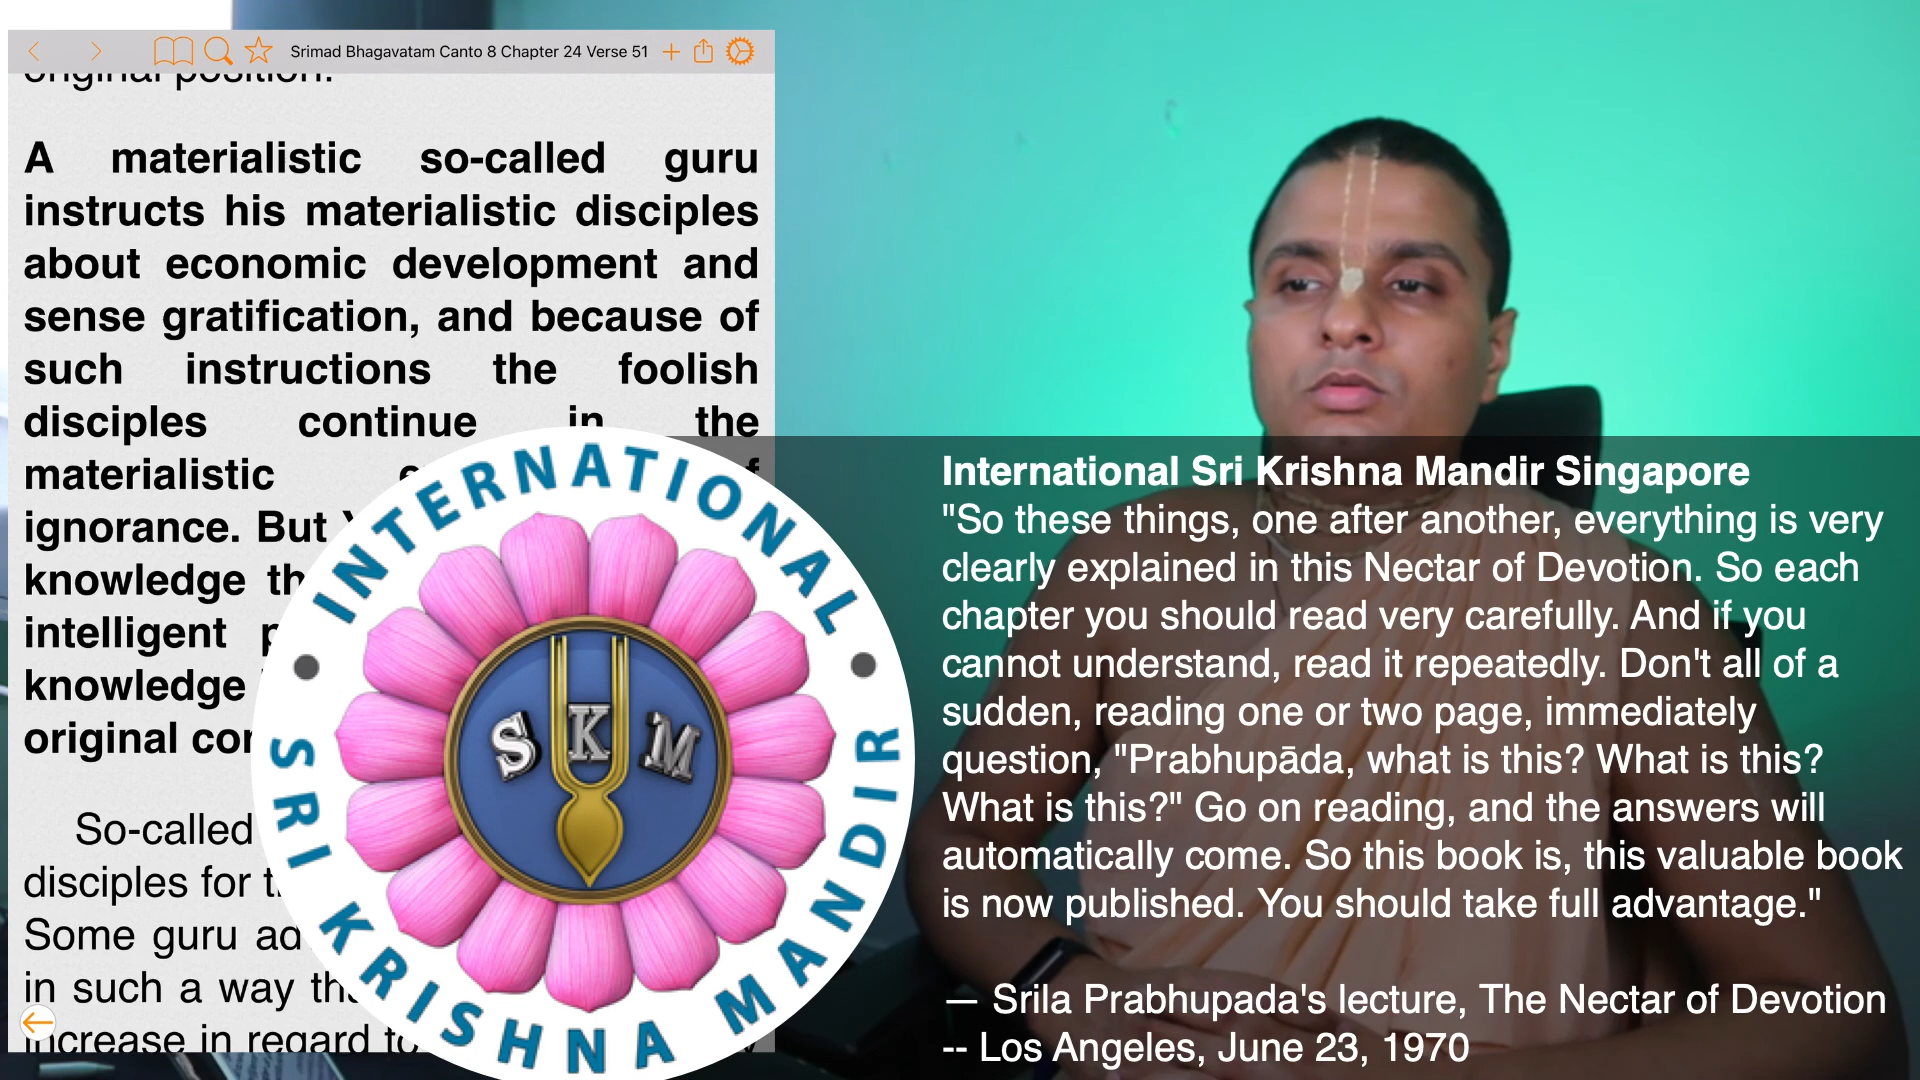 Srimad Bhagavatam Canto 8 Chapter 24 Verse 51
original position.
A materialistic so-called guru
instructs his materialistic disciples
about economic development and
sense gratification, and because of
such instructions the foolish
disciples continue in the
materialistic
ignorance. But
knowledge
intelligent
knowledge
original
So-called
disciples for
Some guru
in such a way
increase in regard to
INTERNATIONAL
SRI KRISHNA MANDIR
SKM
International Sri Krishna Mandir Singapore
"So these things, one after another, everything is very
clearly explained in this Nectar of Devotion. So each
chapter you should read very carefully. And if you
cannot understand, read it repeatedly. Don't all of a
sudden, reading one or two page, immediately
question, "Prabhupāda, what is this? What is this?
What is this?" Go on reading, and the answers will
automatically come. So this book is, this valuable book
is now published. You should take full advantage."
— Srila Prabhupada's lecture, The Nectar of Devotion
-- Los Angeles, June 23, 1970